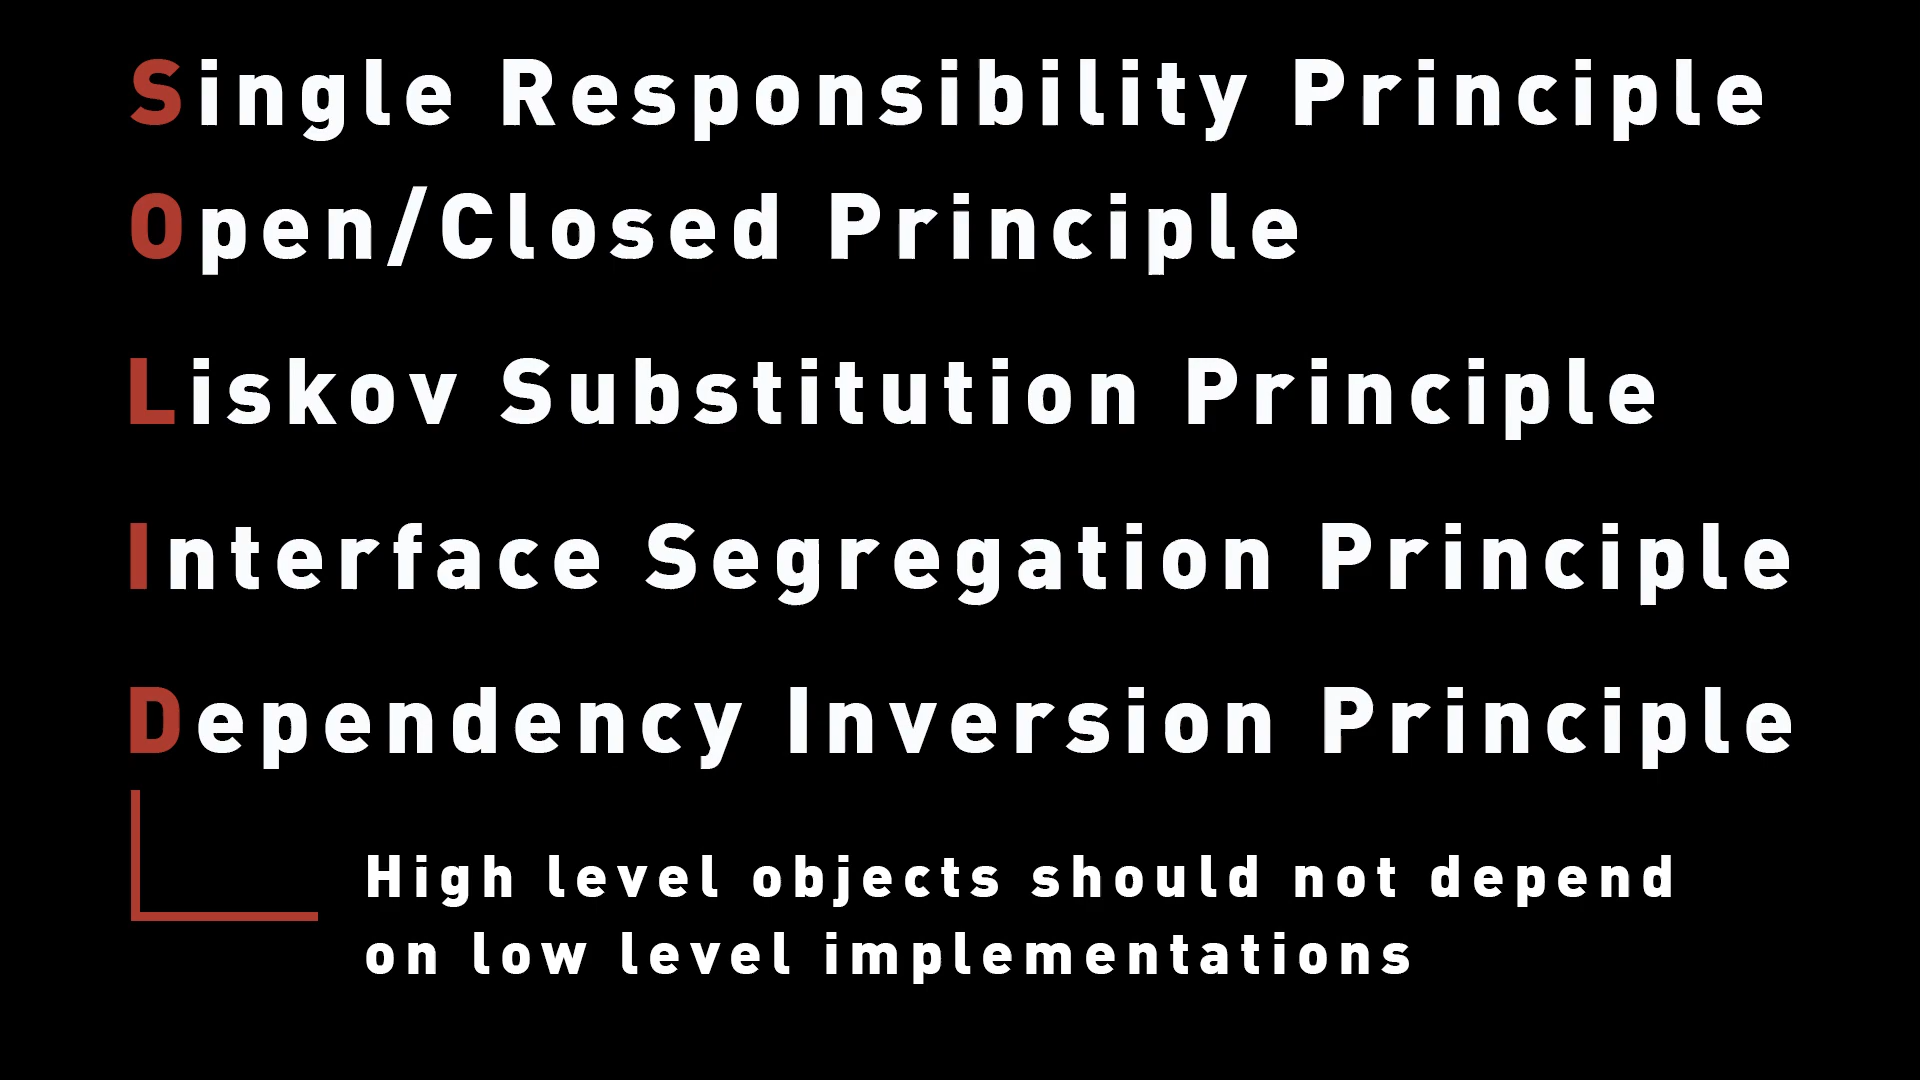 Single Responsibility Principle
Open/Closed Principle
Liskov Substitution Principle
Interface Segregation Principle
Dependency Inversion Principle
High level objects should not depend
on low level implementations